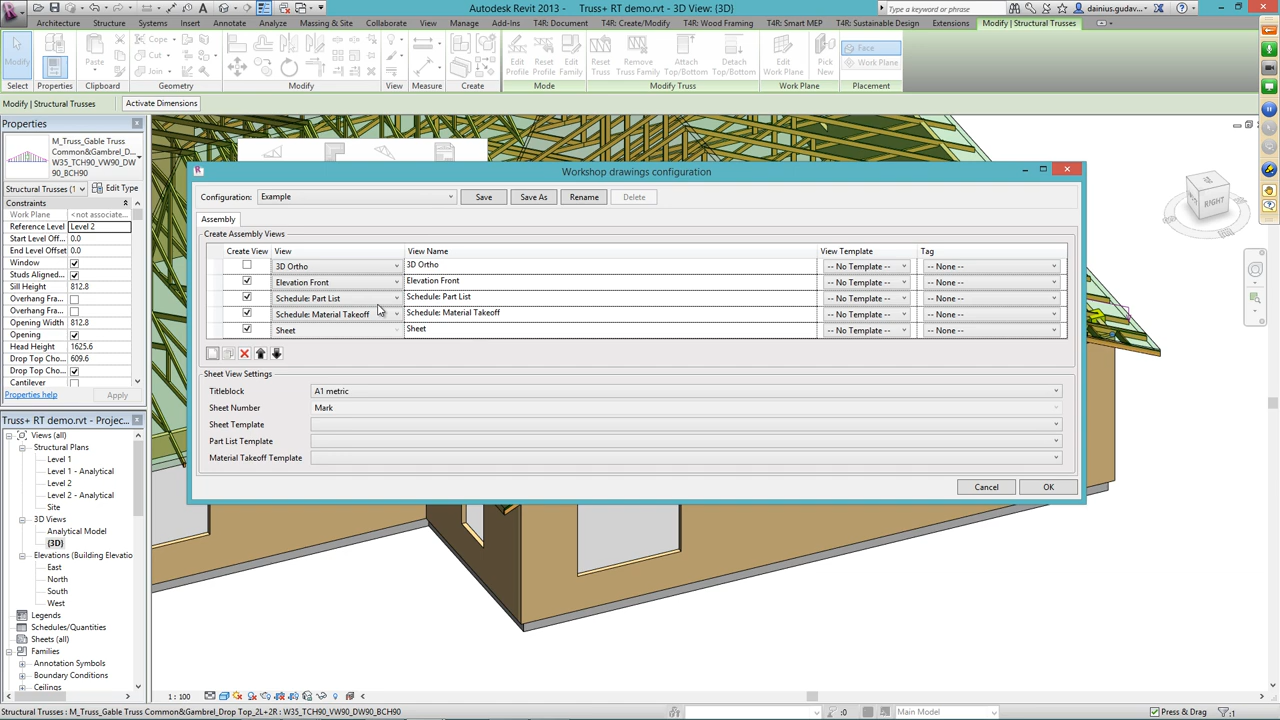 Autodesk Revit 2013 - Truss+ RT demo.rvt - 3D View: {3D}
Type a keyword or phrase
dainius.gudav...
Architecture Structure Systems Insert Annotate Analyze Massing & Site Collaborate View Manage Add-Ins T4R: Document T4R: Create/Modify T4R: Wood Framing T4R: Smart MEP T4R: Sustainable Design Extensions Modify | Structural Trusses
Modify
Paste
Cope
Cut
Join
Edit Profile
Reset Profile
Edit Family
Reset Truss
Remove Truss Family
Attach Top/Bottom
Detach Top/Bottom
Edit Work Plane
Pick New
Face
Work Plane
Select Properties Clipboard Geometry Modify View Measure Create Mode Modify Truss Work Plane Placement
Modify | Structural Trusses
Activate Dimensions
Properties
M_Truss_Gable Truss
Common&Gambrel_Drop
W35_TCH90_VW90_DW
90_BCH90
Structural Trusses (1
Edit Type
Constraints
Work Plane <not associate...
Reference Level Level 2
Start Level Off... 0.0
End Level Offset 0.0
Window
Studs Aligned...
Sill Height 812.8
Overhang Fra...
Overhang Fra...
Opening Width 812.8
Opening
Head Height 1625.6
Drop Top Cho... 609.6
Drop Top Cho...
Cantilever
Properties help
Apply
Truss+ RT demo.rvt - Projec...
Views (all)
Structural Plans
Level 1
Level 1 - Analytical
Level 2
Level 2 - Analytical
Site
3D Views
Analytical Model
{3D}
Elevations (Building Elevatio
East
North
South
West
Legends
Schedules/Quantities
Sheets (all)
Families
Annotation Symbols
Boundary Conditions
Ceilings
RIGHT
Workshop drawings configuration
Configuration: Example
Save
Save As
Rename
Delete
Assembly
Create Assembly Views
Create View View View Name View Template Tag
3D Ortho 3D Ortho -- No Template -- -- None --
Elevation Front Elevation Front -- No Template -- -- None --
Schedule: Part List Schedule: Part List -- No Template -- -- None --
Schedule: Material Takeoff Schedule: Material Takeoff -- No Template -- -- None --
Sheet Sheet -- No Template -- -- None --
Sheet View Settings
Titleblock A1 metric
Sheet Number Mark
Sheet Template
Part List Template
Material Takeoff Template
Cancel
OK
1 : 100
Structural Trusses : M_Truss_Gable Truss Common&Gambrel_Drop Top_2L+2R : W35_TCH90_VW90_DW90_BCH90
:0
Main Model
Press & Drag
:1